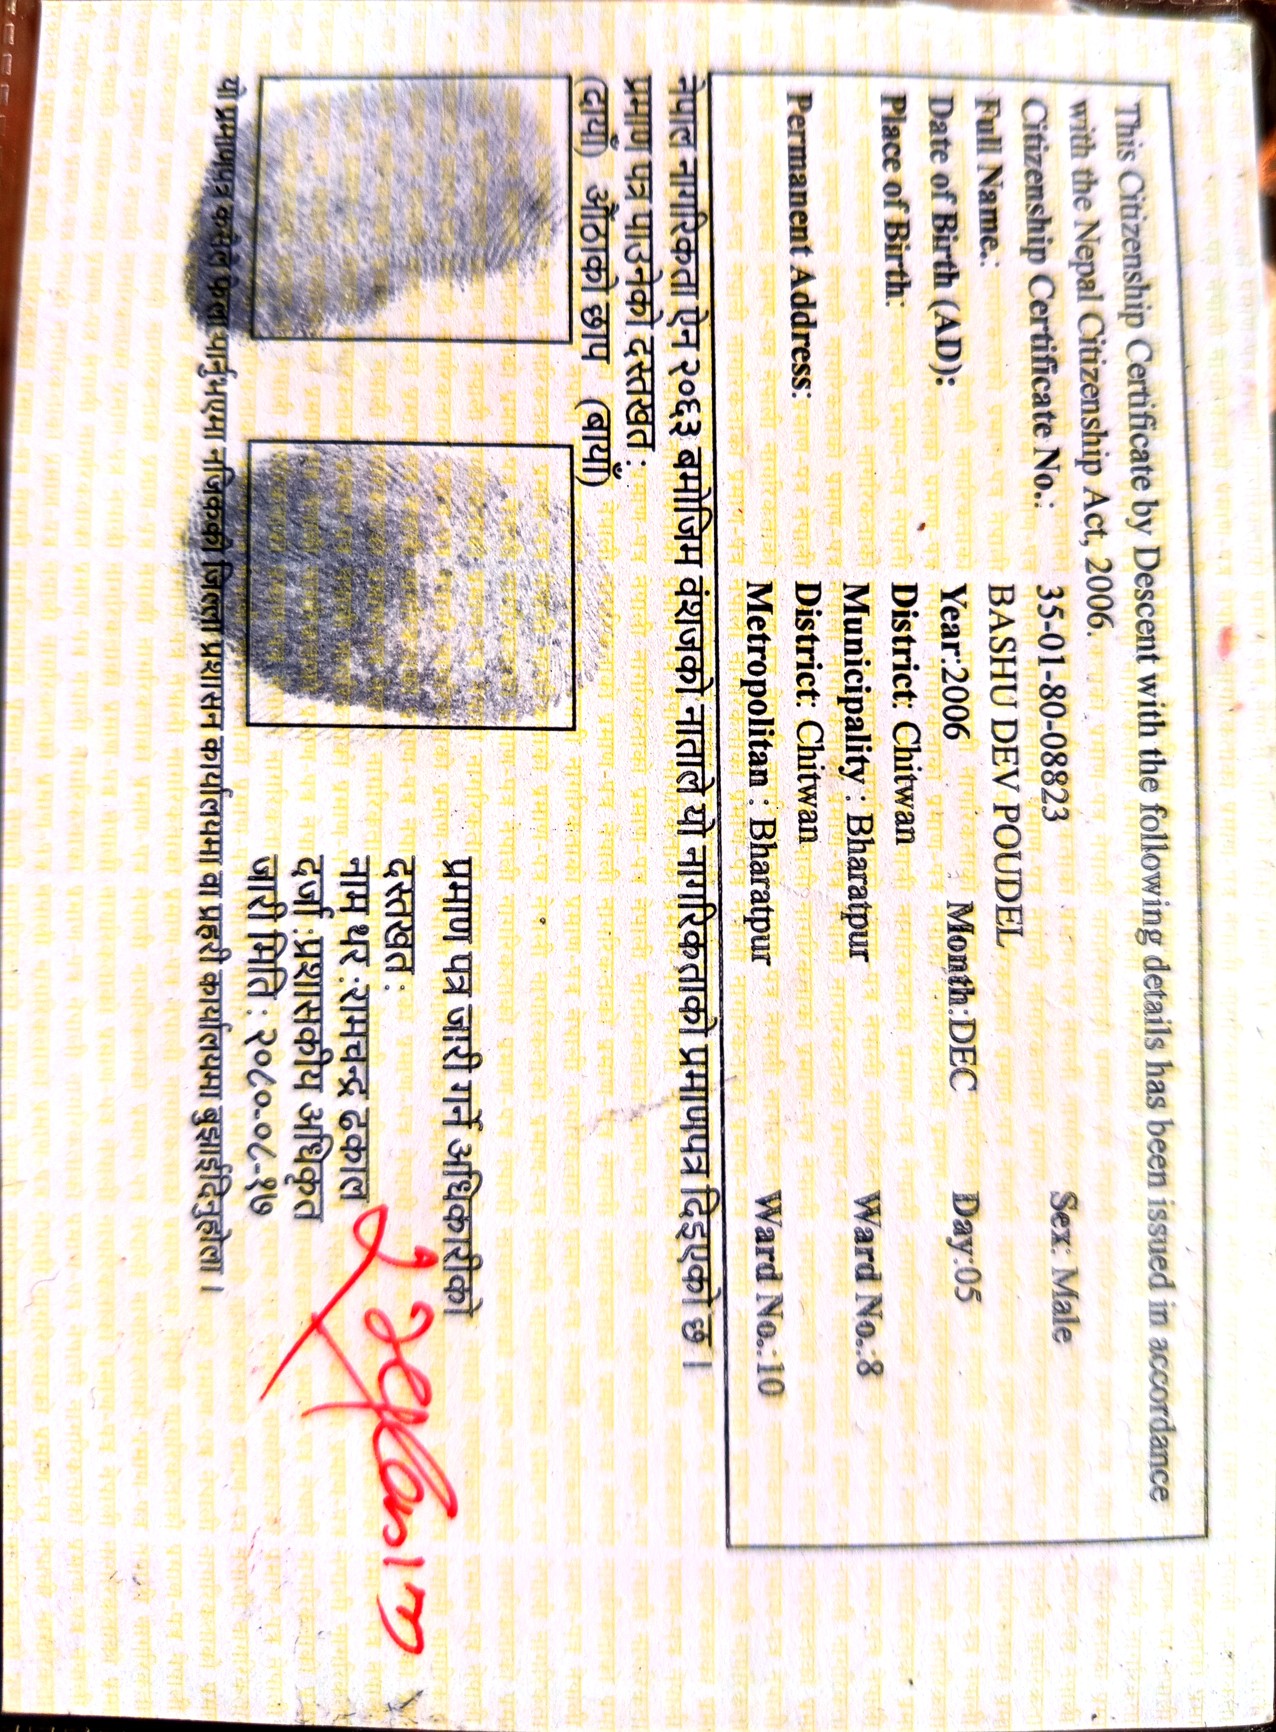 This Citizenship Certificate by Descent with the following details has been issued in accordance
with the Nepal Citizenship Act, 2006.
Citizenship Certificate No.: 35-01-80-08823 Sex: Male
Full Name.: BASHU DEV POUDEL
Date of Birth (AD): Year:2006 Month:DEC Day:05
Place of Birth: District: Chitwan
Municipality : Bharatpur Ward No.:8
Permanent Address: District: Chitwan
Metropolitan : Bharatpur Ward No.:10
नेपाल नागरिकता ऐन २०६३ बमोजिम वंशजको नाताले यो नागरिकताको प्रमाणपत्र दिइएको छ ।
प्रमाण पत्र पाउनेको दस्तखत :
(दायाँ) औंठाको छाप (बायाँ)
प्रमाण पत्र जारी गर्ने अधिकारीको
दस्तखत :
नाम थर :रामचन्द्र ढकाल
दर्जा :प्रशासकीय अधिकृत
जारी मिति : २०८०-०८-१७
यो प्रमाणपत्र कसैले फेला पार्नुभएमा नजिकको जिल्ला प्रशासन कार्यालयमा वा प्रहरी कार्यालयमा बुझाईदिनुहोला ।